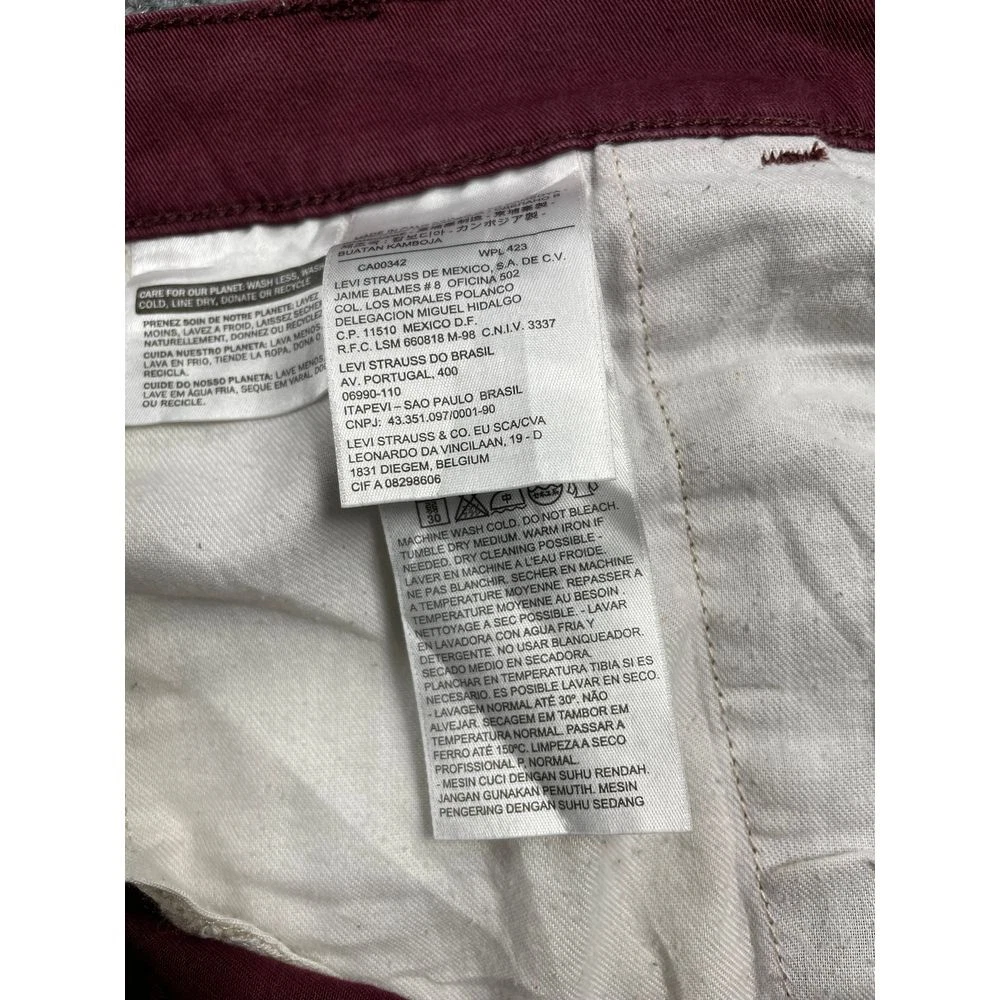 CARE FOR OUR PLANET: WASH LESS, WASH
COLD, LINE DRY, DONATE OR RECYCLE
PRENEZ SOIN DE NOTRE PLANETE: LAVEZ
MOINS, LAVEZ A FROID, LAISSEZ SECHER
NATURELLEMENT, DONNEZ OU RECYCLEZ
CUIDA NUESTRO PLANETA: LAVA MENOS,
LAVA EN FRIO, TIENDE LA ROPA, DONA O
RECICLA.
CUIDE DO NOSSO PLANETA: LAVE MENOS,
LAVE EM ÁGUA FRIA, SEQUE EM VARAL,
OU RECICLE.
カンボジア製 -
BUATAN KAMBOJA
CA00342 WPL 423
LEVI STRAUSS DE MEXICO, S.A. DE C.V.
JAIME BALMES # 8 OFICINA 602
COL. LOS MORALES POLANCO
DELEGACION MIGUEL HIDALGO
C.P. 11510 MEXICO D.F.
R.F.C. LSM 660818 M-98 C.N.I.V. 3337
LEVI STRAUSS DO BRASIL
AV. PORTUGAL, 400
06990-110
ITAPEVI – SAO PAULO BRASIL
CNPJ: 43.351.097/0001-90
LEVI STRAUSS & CO. EU SCA/CVA
LEONARDO DA VINCILAAN, 19 - D
1831 DIEGEM, BELGIUM
CIF A 08298606
30 中
MACHINE WASH COLD. DO NOT BLEACH.
TUMBLE DRY MEDIUM. WARM IRON IF
NEEDED. DRY CLEANING POSSIBLE -
LAVER EN MACHINE A L'EAU FROIDE.
NE PAS BLANCHIR. SECHER EN MACHINE
A TEMPERATURE MOYENNE. REPASSER A
TEMPERATURE MOYENNE AU BESOIN
NETTOYAGE A SEC POSSIBLE. - LAVAR
EN LAVADORA CON AGUA FRIA Y
DETERGENTE. NO USAR BLANQUEADOR.
SECADO MEDIO EN SECADORA.
PLANCHAR EN TEMPERATURA TIBIA SI ES
NECESARIO. ES POSIBLE LAVAR EN SECO.
- LAVAGEM NORMAL ATÉ 30º. NÃO
ALVEJAR. SECAGEM EM TAMBOR EM
TEMPERATURA NORMAL. PASSAR A
FERRO ATÉ 150ºC. LIMPEZA A SECO
PROFISSIONAL P, NORMAL.
- MESIN CUCI DENGAN SUHU RENDAH.
JANGAN GUNAKAN PEMUTIH. MESIN
PENGERING DENGAN SUHU SEDANG